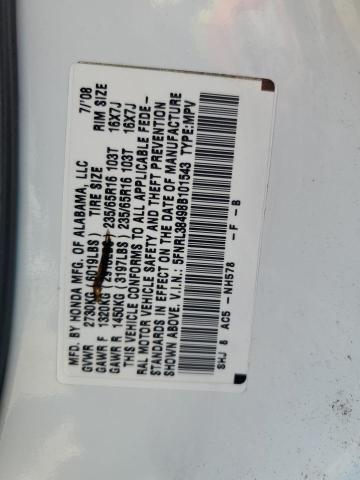 MFD. BY HONDA MFG. OF ALABAMA, LLC 7/'08
GVWR 2730KG (6019LBS) TIRE SIZE RIM SIZE
GAWR F 1320 235/65R16 103T 16X7J
GAWR R 1450KG (3197LBS) 235/65R16 103T 16X7J
THIS VEHICLE CONFORMS TO ALL APPLICABLE FEDE-
RAL MOTOR VEHICLE SAFETY AND THEFT PREVENTION
STANDARDS IN EFFECT ON THE DATE OF MANUFACTURE
SHOWN ABOVE. V.I.N.: 5FNRL38498B101343 TYPE:MPV
SHJ 8 AC5 -NH578 -F -B